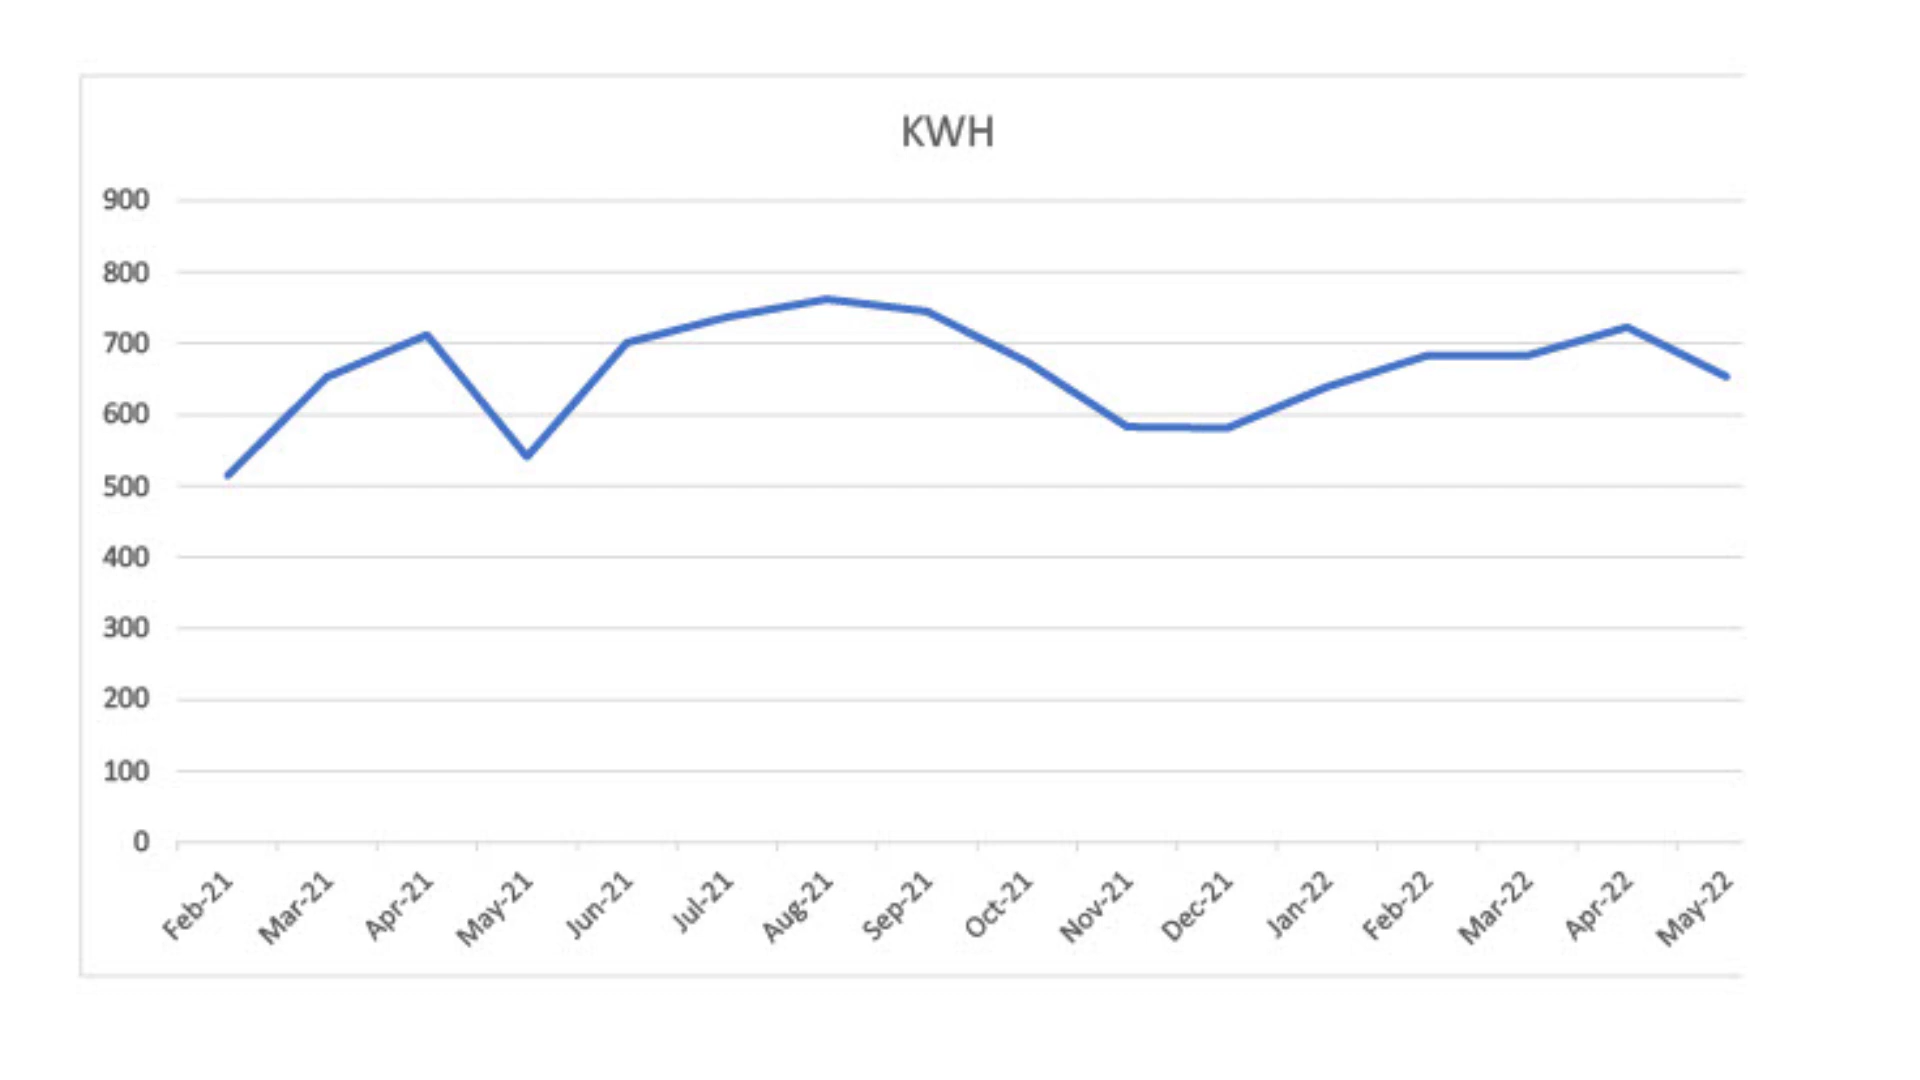 KWH
900
800
700
600
500
400
300
200
100
0
Feb-21
Mar-21
Apr-21
May-21
Jun-21
Jul-21
Aug-21
Sep-21
Oct-21
Nov-21
Dec-21
Jan-22
Feb-22
Mar-22
Apr-22
May-22